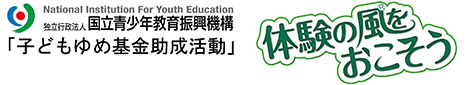 National Institution For Youth Education
独立行政法人 国立青少年教育振興機構
「子どもゆめ基金助成活動」
体験の風を
おこそう